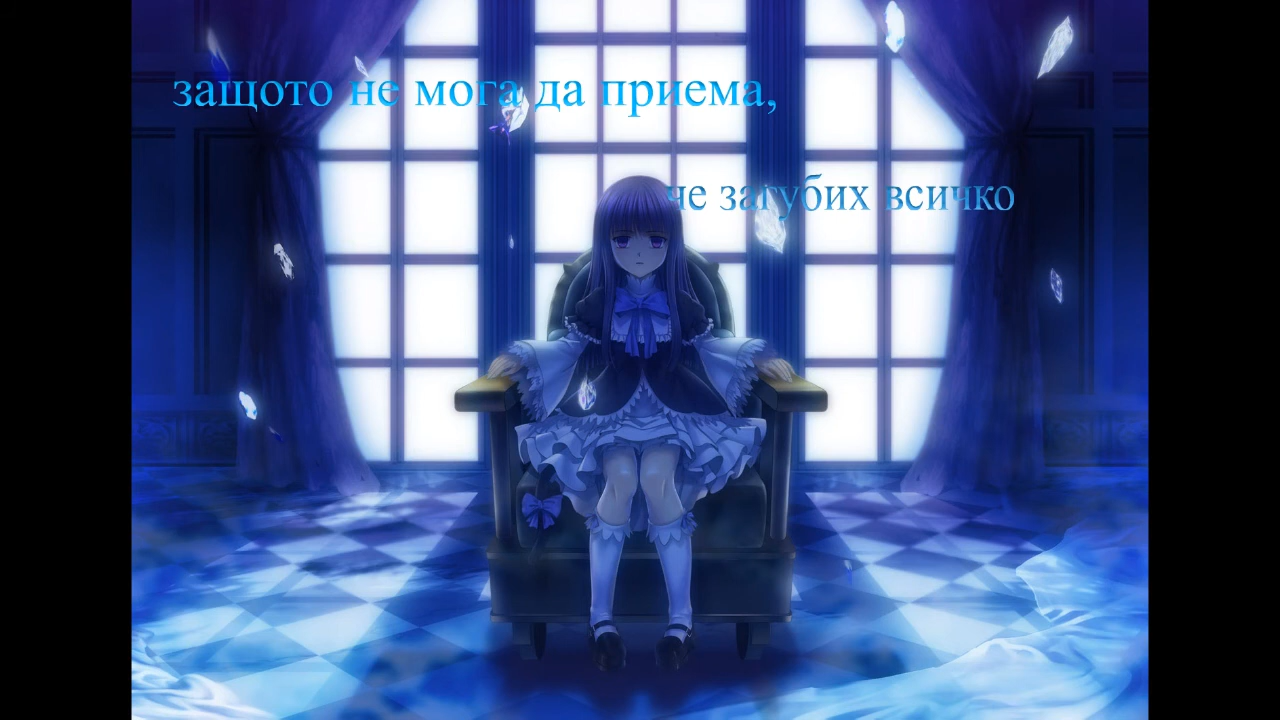 защото не мога да приема,
че загубих всичко